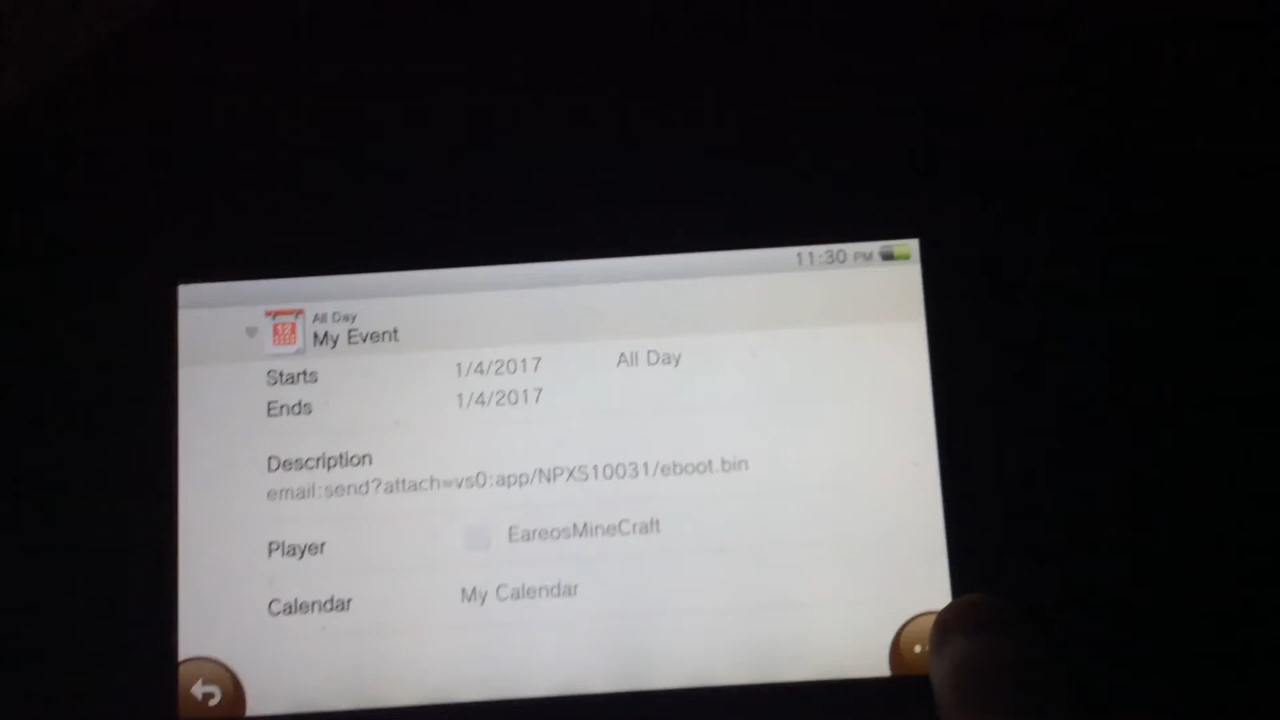 11:30 PM
All Day
My Event
Starts 1/4/2017 All Day
Ends 1/4/2017
Description
email:send?attach=vs0:app/NPXS10031/eboot.bin
Player EareosMineCraft
Calendar My Calendar